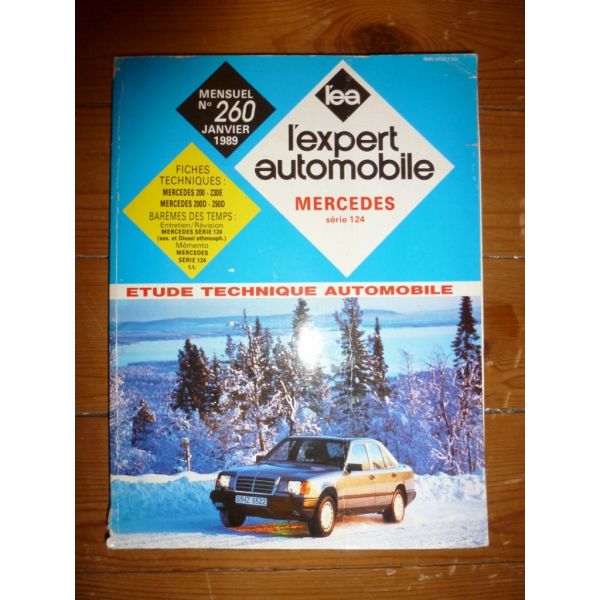 MENSUEL
N° 260
JANVIER
1989
l'ea
l'expert
automobile
MERCEDES
série 124
FICHES
TECHNIQUES :
MERCEDES 200 - 230E
MERCEDES 200D - 250D
BARÈMES DES TEMPS :
Entretien/Révision
MERCEDES SÉRIE 124
(ess. et Diesel athmosph.)
Mémento
MERCEDES
SÉRIE 124
t.t.
ETUDE TECHNIQUE AUTOMOBILE